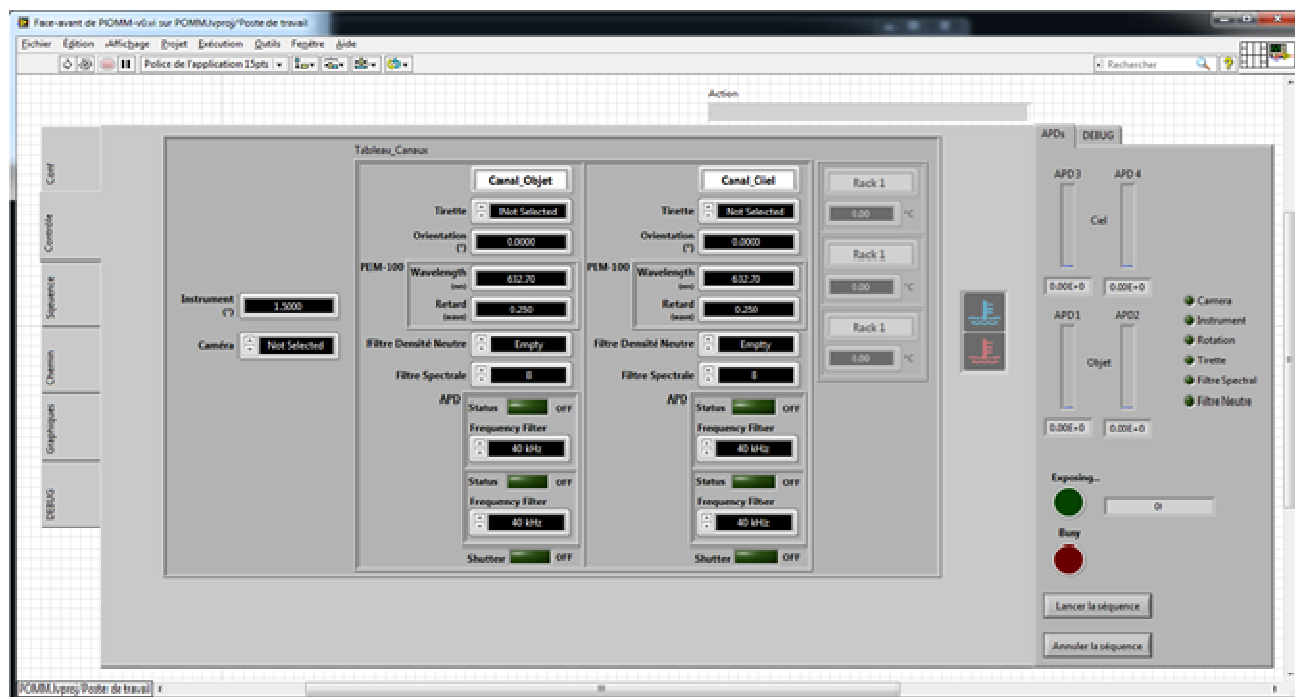 Face-avant de PIOMM-v0.vi sur POMM.lvproj/Poste de travail
Fichier Édition Affichage Projet Exécution Outils Fenêtre Aide
Police de l'application 15pts
Rechercher
Action
APDs DEBUG
Conf
Contrôle
Séquence
Chemin
Graphiques
DEBUG
Tableau_Canaux
Canal_Objet
Tirette Not Selected
Orientation (°) 0.0000
PEM-100
Wavelength (nm) 632.70
Retard (wave) 0.250
Filtre Densité Neutre Empty
Filtre Spectrale B
APD
Status OFF
Frequency Filter
40 kHz
Status OFF
Frequency Filter
40 kHz
Shutter OFF
Canal_Ciel
Tirette Not Selected
Orientation (°) 0.0000
PEM-100
Wavelength (nm) 632.70
Retard (wave) 0.250
Filtre Densité Neutre Empty
Filtre Spectrale B
APD
Status OFF
Frequency Filter
40 kHz
Status OFF
Frequency Filter
40 kHz
Shutter OFF
Instrument (°) 1.5000
Caméra Not Selected
Rack 1
0.00 °C
Rack 1
0.00 °C
Rack 1
0.00 °C
APD3 APD4
Ciel
0.00E+0 0.00E+0
APD1 APD2
Objet
0.00E+0 0.00E+0
Camera
Instrument
Rotation
Tirette
Filtre Spectral
Filtre Neutre
Exposing...
0
Busy
Lancer la séquence
Annuler la séquence
POMM.lvproj/Poste de travail